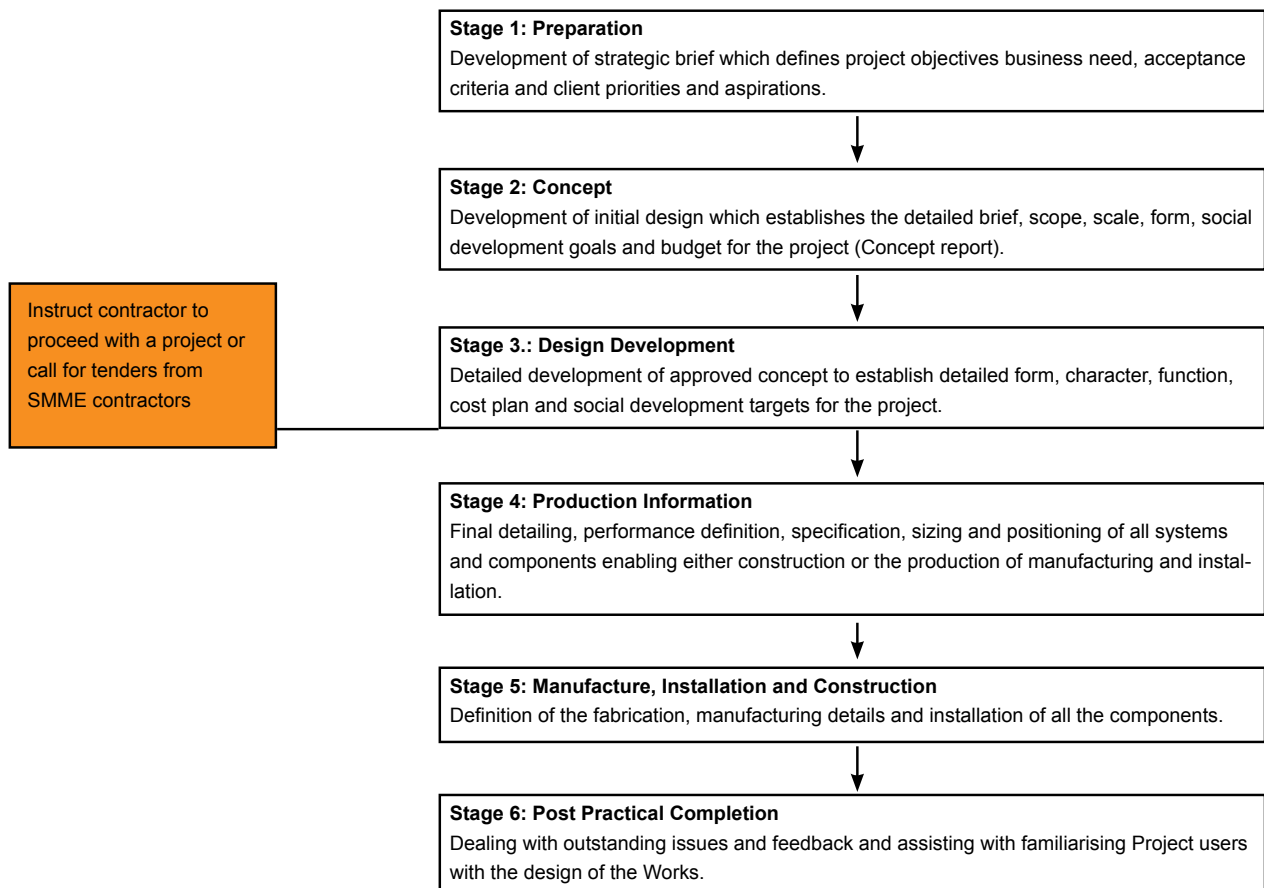 Stage 1: Preparation
Development of strategic brief which defines project objectives business need, acceptance
criteria and client priorities and aspirations.
Stage 2: Concept
Development of initial design which establishes the detailed brief, scope, scale, form, social
development goals and budget for the project (Concept report).
Instruct contractor to
proceed with a project or
call for tenders from
SMME contractors
Stage 3.: Design Development
Detailed development of approved concept to establish detailed form, character, function,
cost plan and social development targets for the project.
Stage 4: Production Information
Final detailing, performance definition, specification, sizing and positioning of all systems
and components enabling either construction or the production of manufacturing and instal-
lation.
Stage 5: Manufacture, Installation and Construction
Definition of the fabrication, manufacturing details and installation of all the components.
Stage 6: Post Practical Completion
Dealing with outstanding issues and feedback and assisting with familiarising Project users
with the design of the Works.